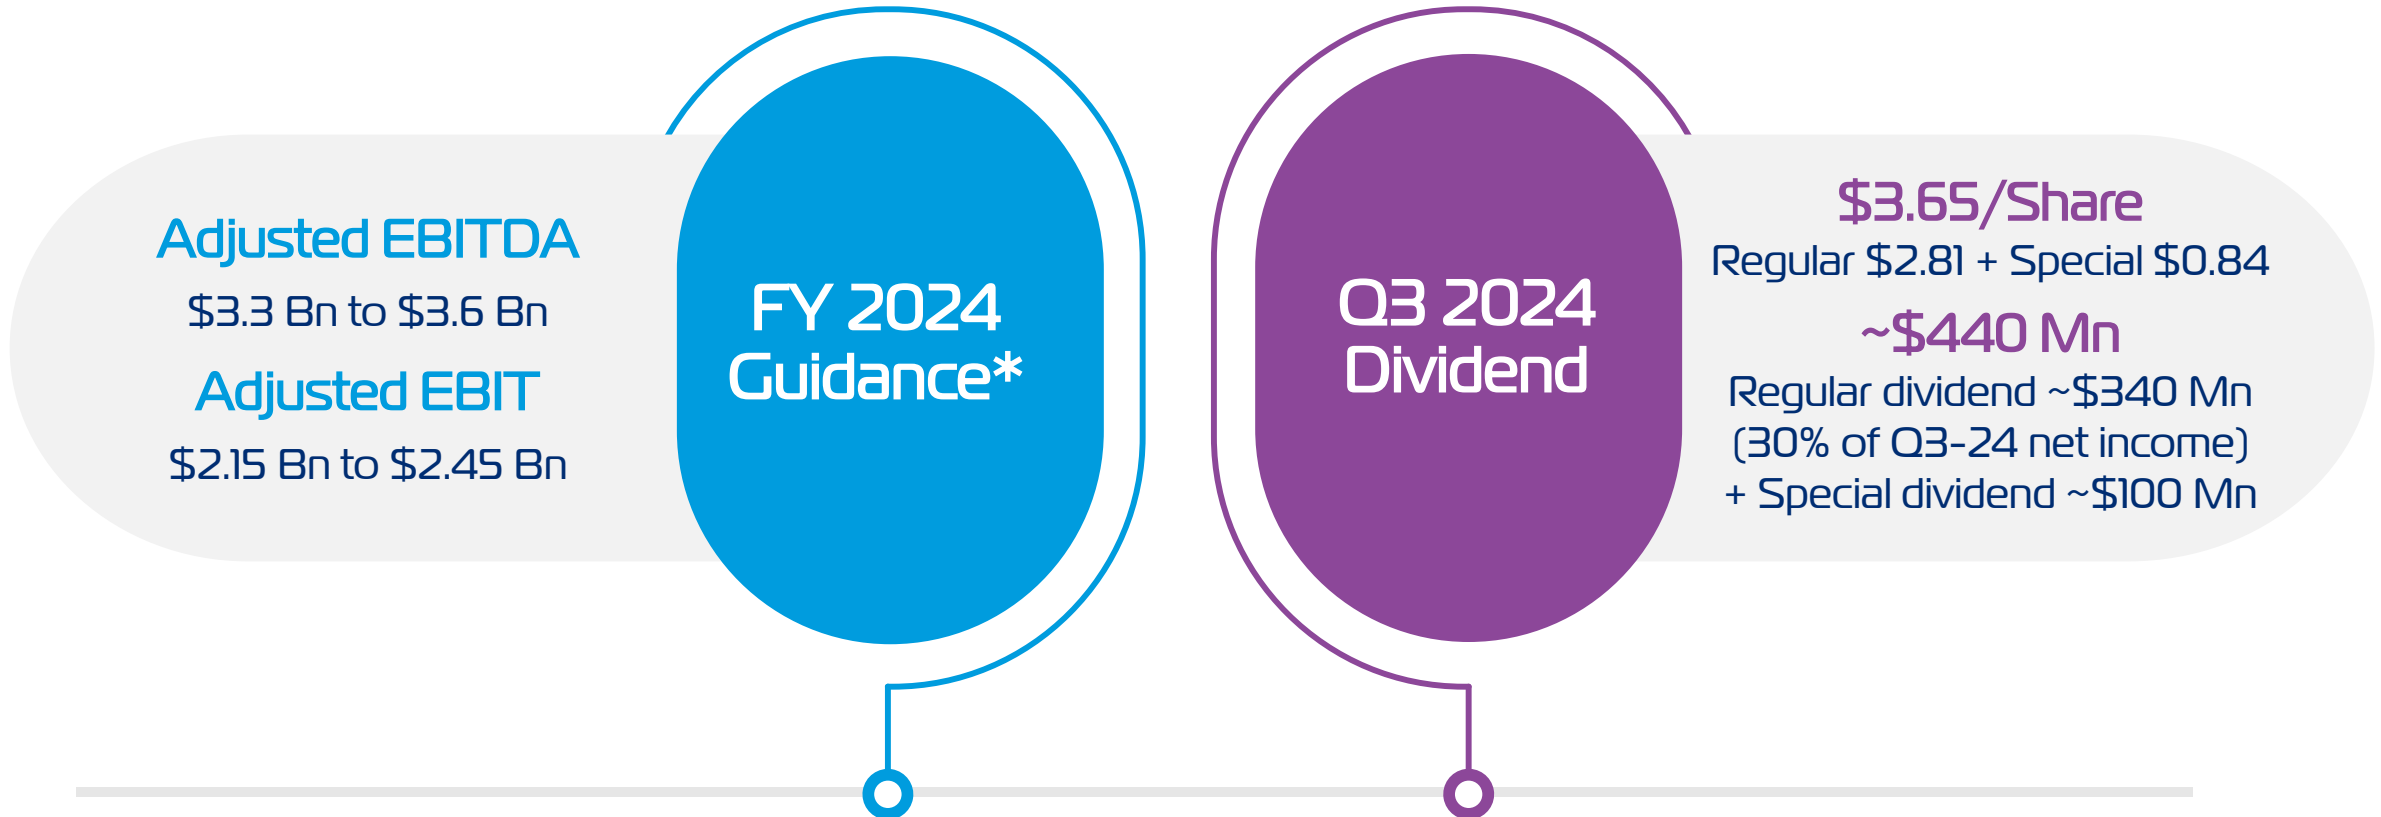 Adjusted EBITDA
$3.3 Bn to $3.6 Bn
Adjusted EBIT
$2.15 Bn to $2.45 Bn
FY 2024
Guidance*
Q3 2024
Dividend
$3.65/Share
Regular $2.81 + Special $0.84
~$440 Mn
Regular dividend ~$340 Mn
(30% of Q3-24 net income)
+ Special dividend ~$100 Mn